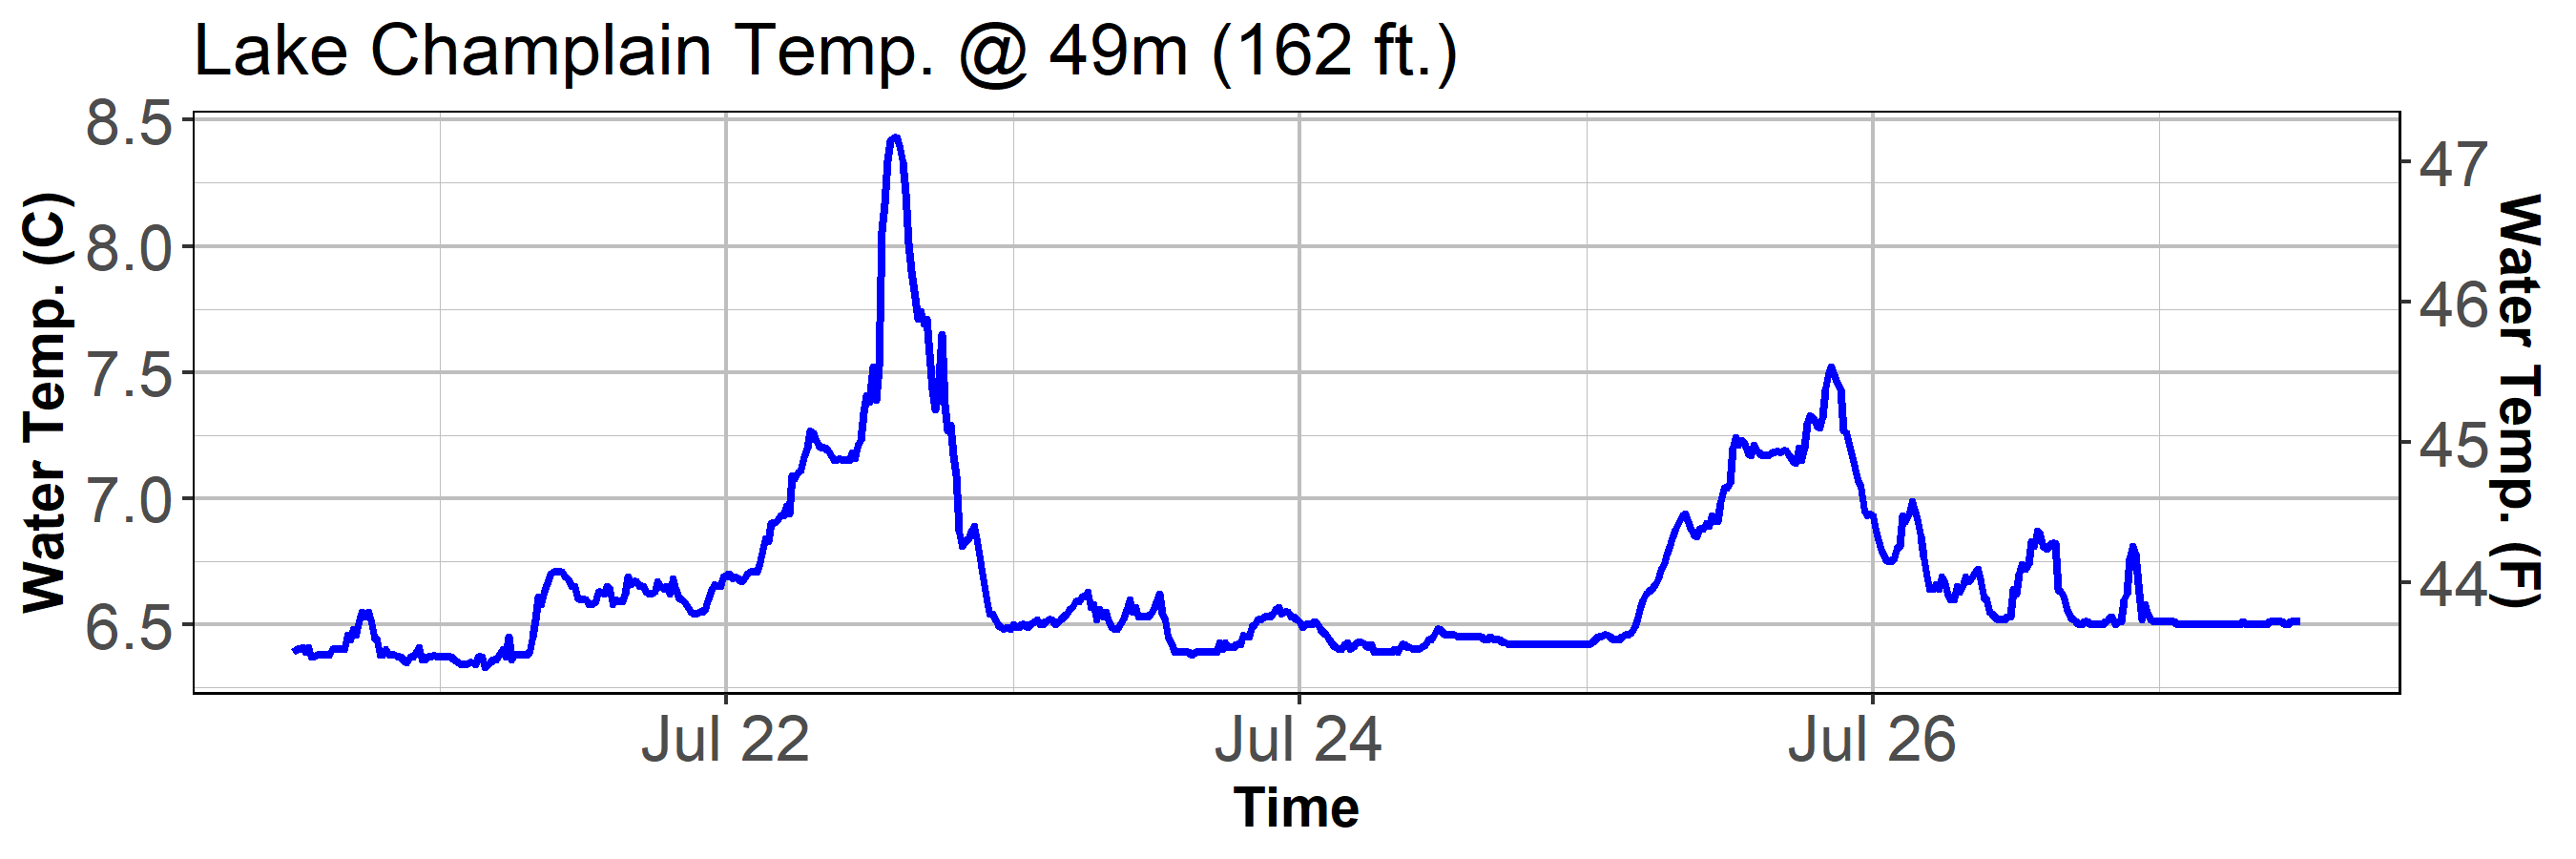 Lake Champlain Temp. @ 49m (162 ft.)
Water Temp. (C)
8.5
8.0
7.5
7.0
6.5
47
46
45
44
Water Temp. (F)
Jul 22 Jul 24 Jul 26
Time